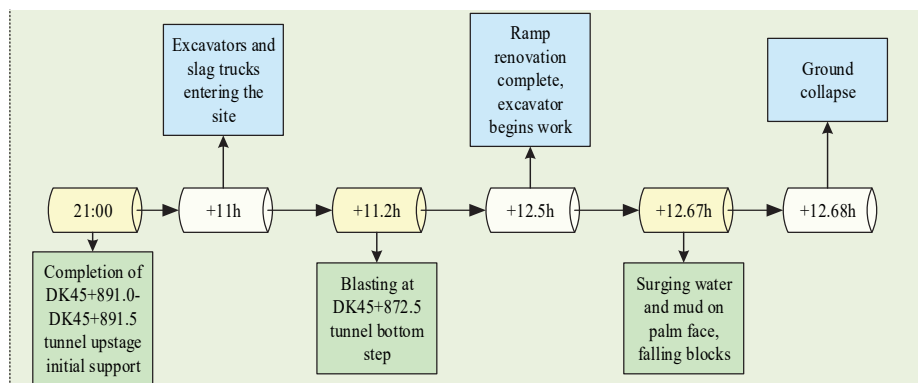 Excavators and
slag trucks
entering the
site
Ramp
renovation
complete,
excavator
begins work
Ground
collapse
21:00
+11h
+11.2h
+12.5h
+12.67h
+12.68h
Completion of
DK45+891.0-
DK45+891.5
tunnel upstage
initial support
Blasting at
DK45+872.5
tunnel bottom
step
Surging water
and mud on
palm face,
falling blocks